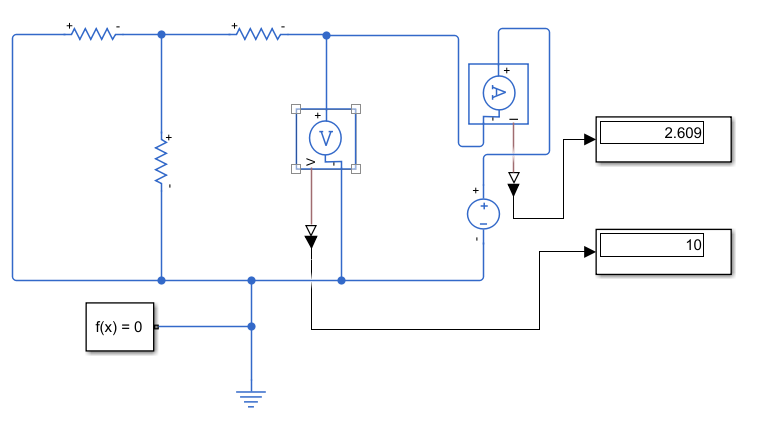 + -
+ -
+
A
I
+
-
+
V
V
2.609
+
+
-
10
f(x) = 0